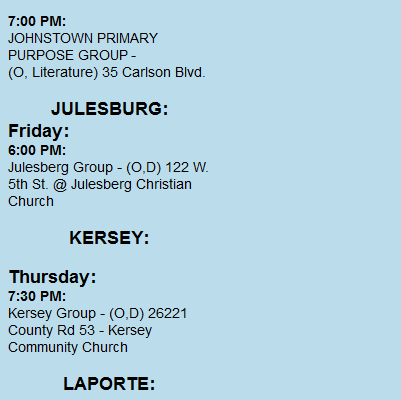 7:00 PM:
JOHNSTOWN PRIMARY
PURPOSE GROUP -
(O, Literature) 35 Carlson Blvd.
JULESBURG:
Friday:
6:00 PM:
Julesberg Group - (O,D) 122 W.
5th St. @ Julesberg Christian
Church
KERSEY:
Thursday:
7:30 PM:
Kersey Group - (O,D) 26221
County Rd 53 - Kersey
Community Church
LAPORTE: